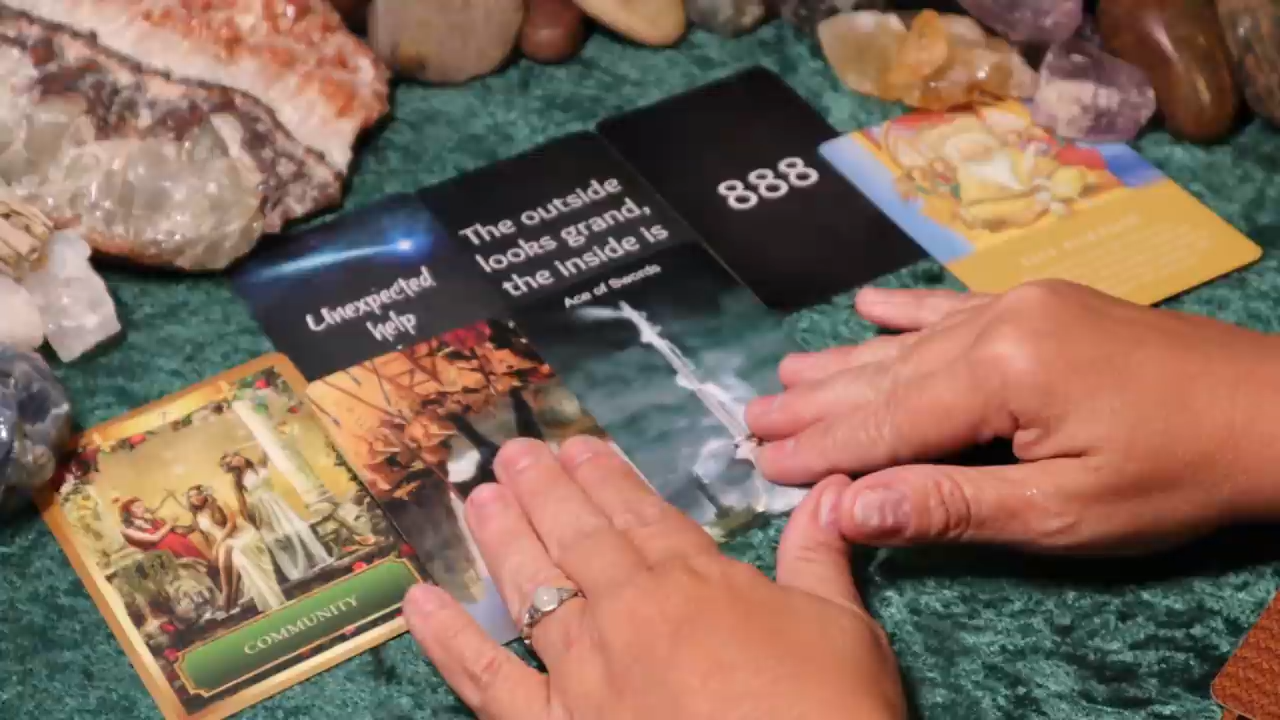 Unexpected
help
The outside
looks grand,
the inside is
888
Ace of Swords
COMMUNITY